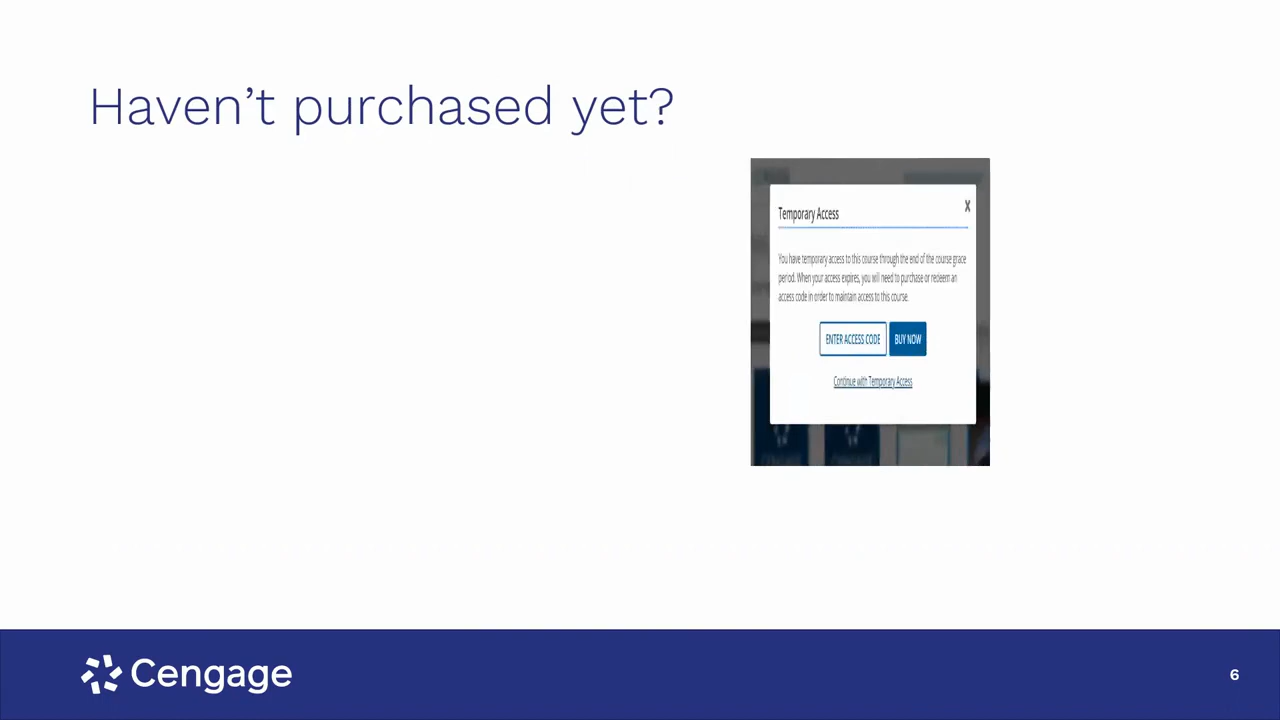 Haven’t purchased yet?
Temporary Access
X
You have temporary access to this course through the end of the course grace
period. When your access expires, you will need to purchase or redeem an
access code in order to maintain access to this course.
ENTER ACCESS CODE
BUY NOW
Continue with Temporary Access
Cengage
6